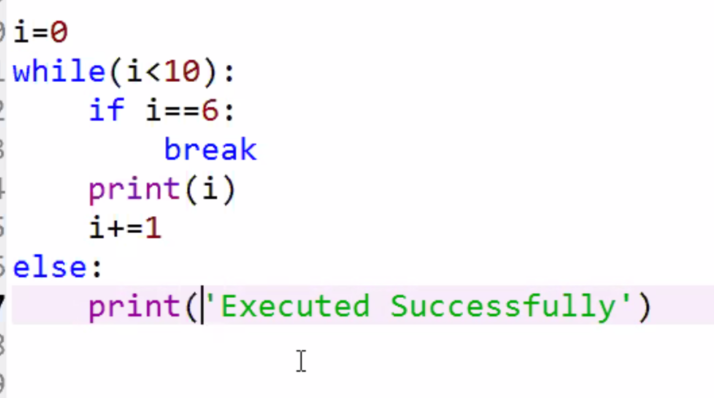 i=0
while(i<10):
    if i==6:
        break
    print(i)
    i+=1
else:
    print('Executed Successfully')